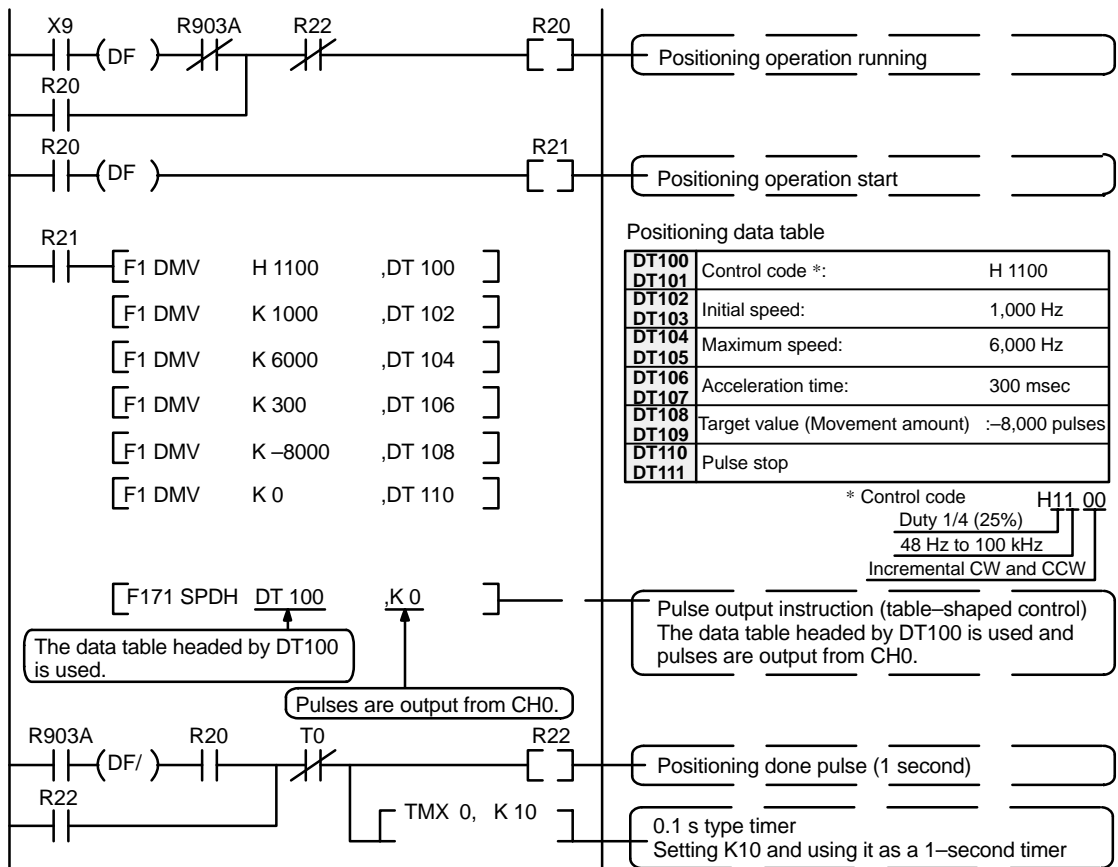 X9 R903A R22 R20
(DF )
Positioning operation running
R20
R20 R21
(DF )
Positioning operation start
R21
F1 DMV H 1100 ,DT 100
F1 DMV K 1000 ,DT 102
F1 DMV K 6000 ,DT 104
F1 DMV K 300 ,DT 106
F1 DMV K –8000 ,DT 108
F1 DMV K 0 ,DT 110
Positioning data table
DT100
DT101
Control code *: H 1100
DT102
DT103
Initial speed: 1,000 Hz
DT104
DT105
Maximum speed: 6,000 Hz
DT106
DT107
Acceleration time: 300 msec
DT108
DT109
Target value (Movement amount) :–8,000 pulses
DT110
DT111
Pulse stop
* Control code H11 00
Duty 1/4 (25%)
48 Hz to 100 kHz
Incremental CW and CCW
F171 SPDH DT 100 ,K 0
The data table headed by DT100
is used.
Pulses are output from CH0.
Pulse output instruction (table–shaped control)
The data table headed by DT100 is used and
pulses are output from CH0.
R903A R20 T0 R22
(DF/ )
Positioning done pulse (1 second)
R22
TMX 0, K 10
0.1 s type timer
Setting K10 and using it as a 1–second timer